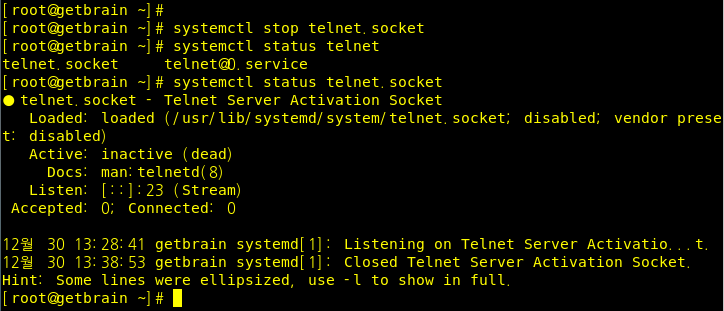 [root@getbrain ~]#
[root@getbrain ~]# systemctl stop telnet.socket
[root@getbrain ~]# systemctl status telnet
telnet.socket     telnet@0.service
[root@getbrain ~]# systemctl status telnet.socket
● telnet.socket - Telnet Server Activation Socket
   Loaded: loaded (/usr/lib/systemd/system/telnet.socket; disabled; vendor prese
t: disabled)
   Active: inactive (dead)
     Docs: man:telnetd(8)
   Listen: [::]:23 (Stream)
 Accepted: 0; Connected: 0

12월 30 13:28:41 getbrain systemd[1]: Listening on Telnet Server Activatio...t.
12월 30 13:38:53 getbrain systemd[1]: Closed Telnet Server Activation Socket.
Hint: Some lines were ellipsized, use -l to show in full.
[root@getbrain ~]#